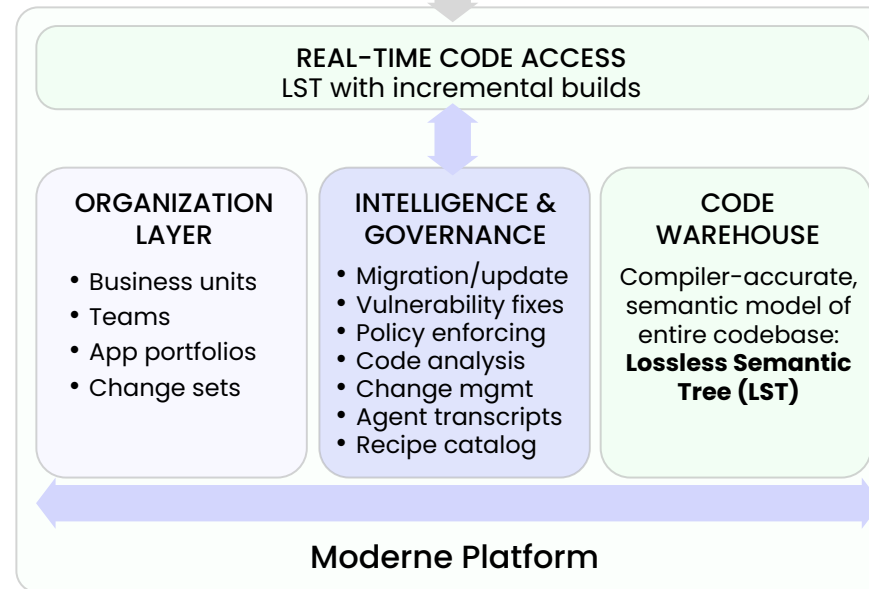 REAL-TIME CODE ACCESS
LST with incremental builds
ORGANIZATION
LAYER
• Business units
• Teams
• App portfolios
• Change sets
INTELLIGENCE &
GOVERNANCE
• Migration/update
• Vulnerability fixes
• Policy enforcing
• Code analysis
• Change mgmt
• Agent transcripts
• Recipe catalog
CODE
WAREHOUSE
Compiler-accurate,
semantic model of
entire codebase:
Lossless Semantic
Tree (LST)
Moderne Platform